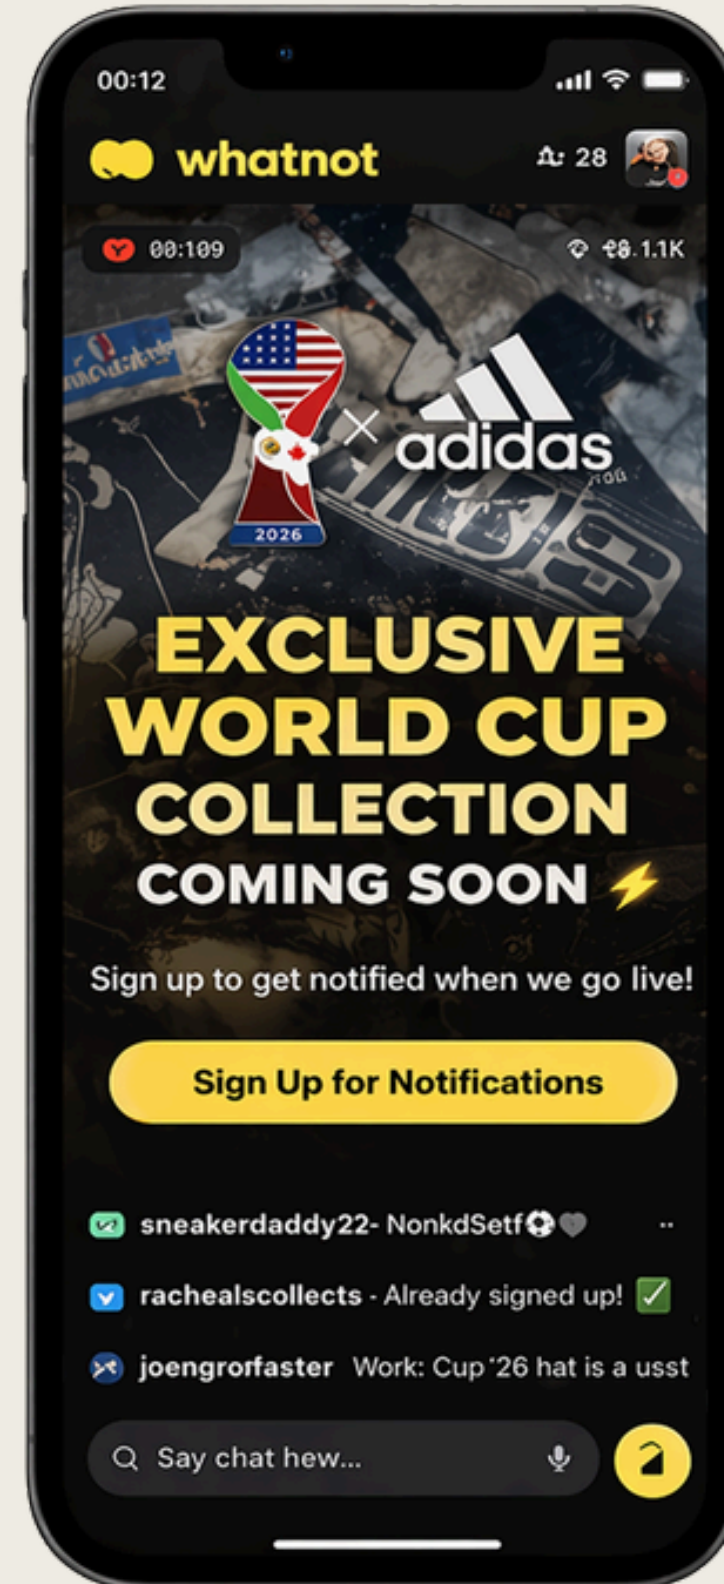 00:12
whatnot
28
00:109
1.1K
× adidas
2026
EXCLUSIVE
WORLD CUP
COLLECTION
COMING SOON ⚡
Sign up to get notified when we go live!
Sign Up for Notifications
sneakerdaddy22- NonkdSetf⚽🖤
rachealscollects - Already signed up! ✅
joengrorfaster Work: Cup '26 hat is a usst
Say chat hew...